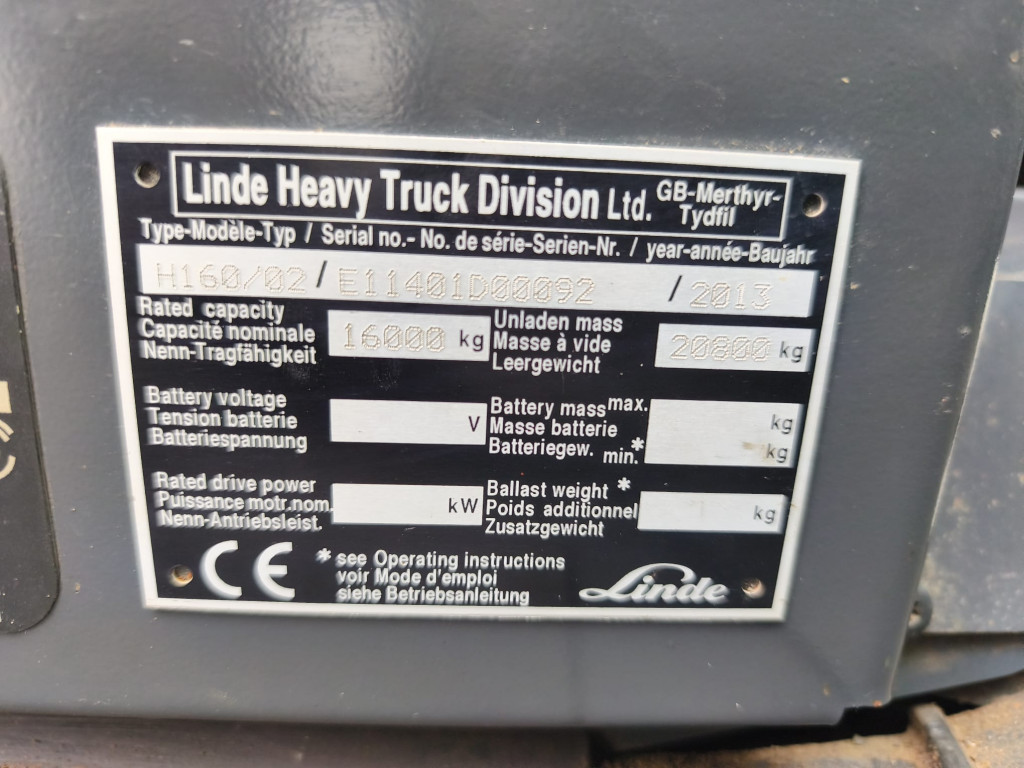 Linde Heavy Truck Division Ltd. GB-Merthyr-Tydfil
Type-Modèle-Typ / Serial no.- No. de série-Serien-Nr. / year-année-Baujahr
H160/02 / E11401D00092 / 2013
Rated capacity
Capacité nominale
Nenn-Tragfähigkeit
16000 kg
Unladen mass
Masse à vide
Leergewicht
20800 kg
Battery voltage
Tension batterie
Batteriespannung
V
Battery mass max.
Masse batterie
Batteriegew. min.*
kg
kg
Rated drive power
Puissance motr.nom.
Nenn-Antriebsleist.
kW
Ballast weight *
Poids additionnel
Zusatzgewicht
kg
CE
* see Operating instructions
voir Mode d'emploi
siehe Betriebsanleitung
Linde